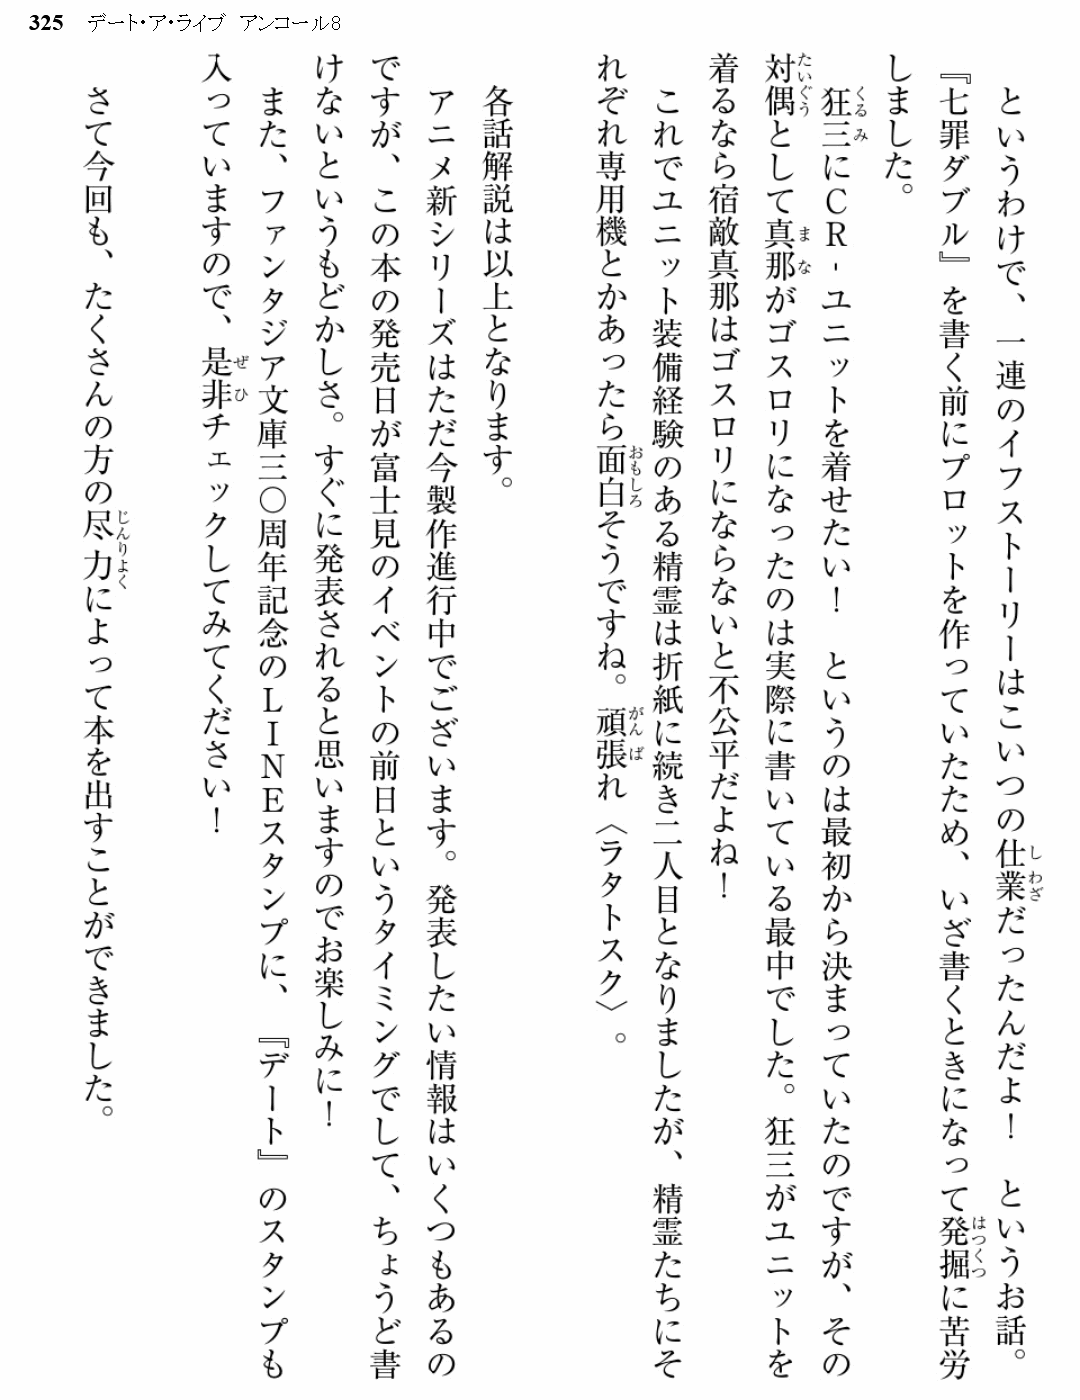 325　デート・ア・ライブ　アンコール8
　というわけで、一連のイフストーリーはこいつの仕業だったんだよ！　というお話。
『七罪ダブル』を書く前にプロットを作っていたため、いざ書くときになって発掘に苦労
しました。
　狂三にCR-ユニットを着せたい！　というのは最初から決まっていたのですが、その
対偶として真那がゴスロリになったのは実際に書いている最中でした。狂三がユニットを
着るなら宿敵真那はゴスロリにならないと不公平だよね！
　これでユニット装備経験のある精霊は折紙に続き二人目となりましたが、精霊たちにそ
れぞれ専用機とかあったら面白そうですね。頑張れ〈ラタトスク〉。
各話解説は以上となります。
　アニメ新シリーズはただ今製作進行中でございます。発表したい情報はいくつもあるの
ですが、この本の発売日が富士見のイベントの前日というタイミングでして、ちょうど書
けないというもどかしさ。すぐに発表されると思いますのでお楽しみに！
　また、ファンタジア文庫三〇周年記念のLINEスタンプに、『デート』のスタンプも
入っていますので、是非チェックしてみてください！
　さて今回も、たくさんの方の尽力によって本を出すことができました。